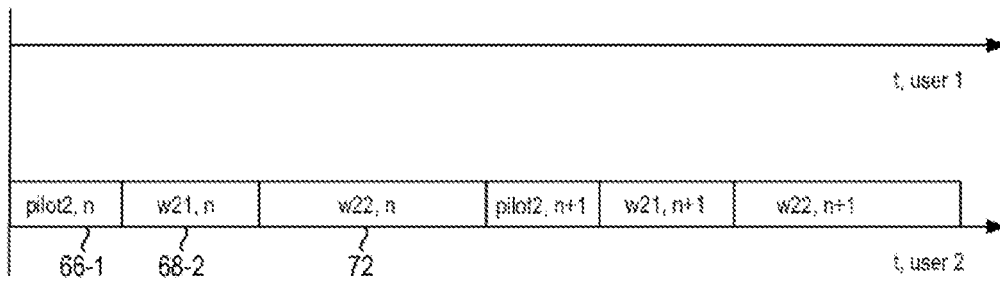 t, user 1
pilot2, n w21, n w22, n pilot2, n+1 w21, n+1 w22, n+1
66-1 68-2 72
t, user 2